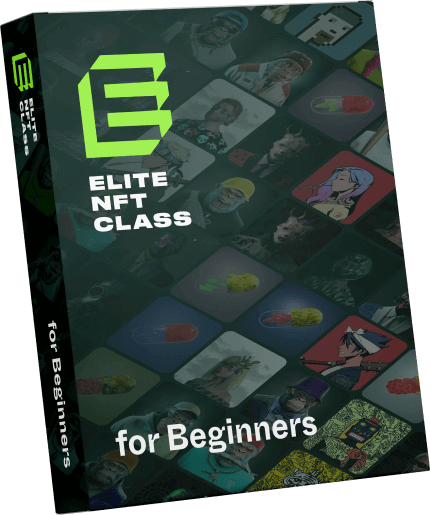 ELITE
NFT
CLASS
for Beginners
ELITE
NFT
CLASS
for Beginners